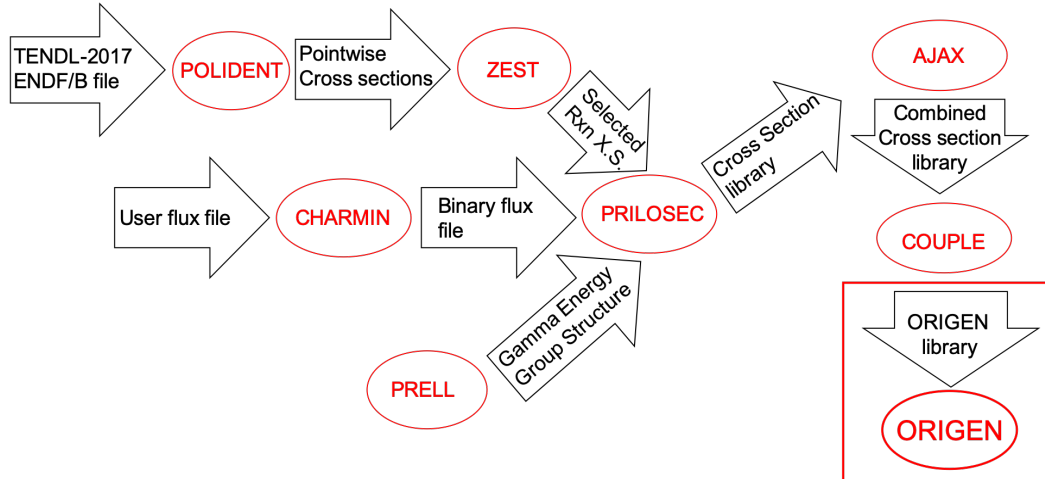 TENDL-2017
ENDF/B file
POLIDENT
Pointwise
Cross sections
ZEST
Selected
Rxn X.S.
User flux file
CHARMIN
Binary flux
file
PRILOSEC
PRELL
Gamma Energy
Group Structure
Cross Section
library
AJAX
Combined
Cross section
library
COUPLE
ORIGEN
library
ORIGEN